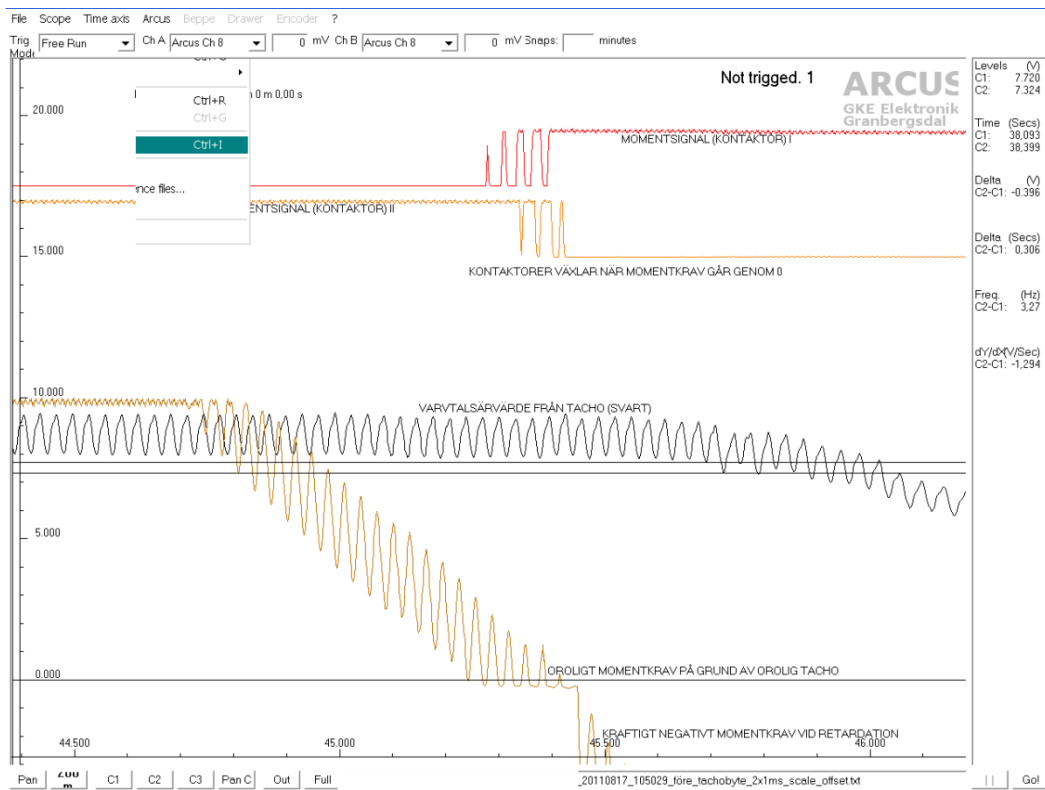 File Scope Time axis Arcus Beppe Drawer Encoder ?
Trig Mode Free Run Ch A Arcus Ch 8 0 mV Ch B Arcus Ch 8 0 mV Snaps: minutes
Not trigged. 1
ARCUS
GKE Elektronik
Granbergsdal
0 m 0,00 s
Ctrl+R
Ctrl+G
Ctrl+I
ence files...
20.000
MOMENTSIGNAL (KONTAKTOR) I
ENTSIGNAL (KONTAKTOR) II
15.000
KONTAKTORER VÄXLAR NÄR MOMENTKRAV GÅR GENOM 0
10.000
VARVTALSÄRVÄRDE FRÅN TACHO (SVART)
5.000
0.000
OROLIGT MOMENTKRAV PÅ GRUND AV OROLIG TACHO
KRAFTIGT NEGATIVT MOMENTKRAV VID RETARDATION
44.500 45.000 45.500 46.000
Levels (V)
C1: 7.720
C2: 7.324
Time (Secs)
C1: 38,093
C2: 38,399
Delta (V)
C2-C1: -0.396
Delta (Secs)
C2-C1: 0,306
Freq. (Hz)
C2-C1: 3,27
dY/dX(V/Sec)
C2-C1: -1,294
Pan C1 C2 C3 Pan C Out Full _20110817_105029_före_tachobyte_2x1ms_scale_offset.txt | | Go!